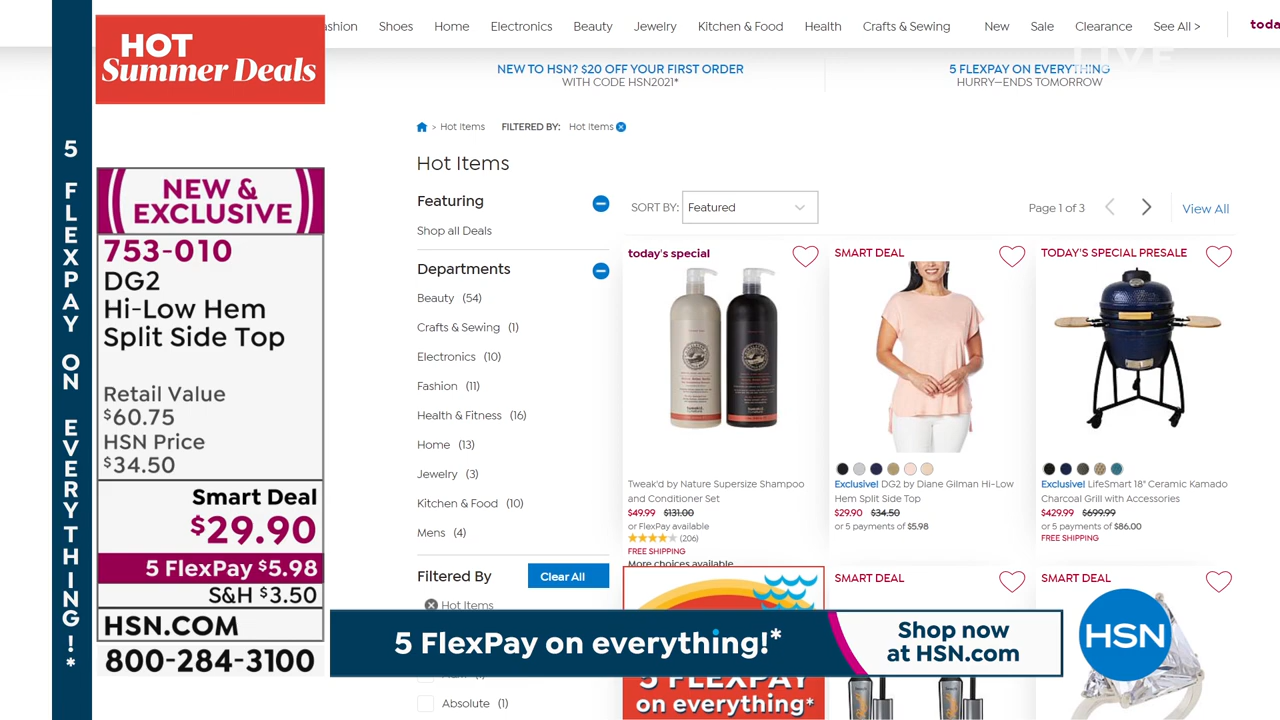 5 FLEXPAY ON EVERYTHING!*
HOT
Summer Deals
NEW &
EXCLUSIVE
753-010
DG2
Hi-Low Hem
Split Side Top
Retail Value
$60.75
HSN Price
$34.50
Smart Deal
$29.90
5 FlexPay $5.98
S&H $3.50
HSN.COM
800-284-3100
ashion Shoes Home Electronics Beauty Jewelry Kitchen & Food Health Crafts & Sewing New Sale Clearance See All > toda
LIVE
NEW TO HSN? $20 OFF YOUR FIRST ORDER
WITH CODE HSN2021*
5 FLEXPAY ON EVERYTHING
HURRY—ENDS TOMORROW
> Hot Items FILTERED BY: Hot Items
Hot Items
Featuring
Shop all Deals
Departments
Beauty (54)
Crafts & Sewing (1)
Electronics (10)
Fashion (11)
Health & Fitness (16)
Home (13)
Jewelry (3)
Kitchen & Food (10)
Mens (4)
Filtered By Clear All
Hot Items
Absolute (1)
SORT BY: Featured
Page 1 of 3 View All
today's special
Tweak'd by Nature Supersize Shampoo
and Conditioner Set
$49.99 $131.00
or FlexPay available
(206)
FREE SHIPPING
More choices available
SMART DEAL
Exclusive! DG2 by Diane Gilman Hi-Low
Hem Split Side Top
$29.90 $34.50
or 5 payments of $5.98
TODAY'S SPECIAL PRESALE
Exclusive! LifeSmart 18" Ceramic Kamado
Charcoal Grill with Accessories
$429.99 $699.99
or 5 payments of $86.00
FREE SHIPPING
SMART DEAL
SMART DEAL
5 FLEXPAY
on everything*
5 FlexPay on everything!*
Shop now
at HSN.com
HSN